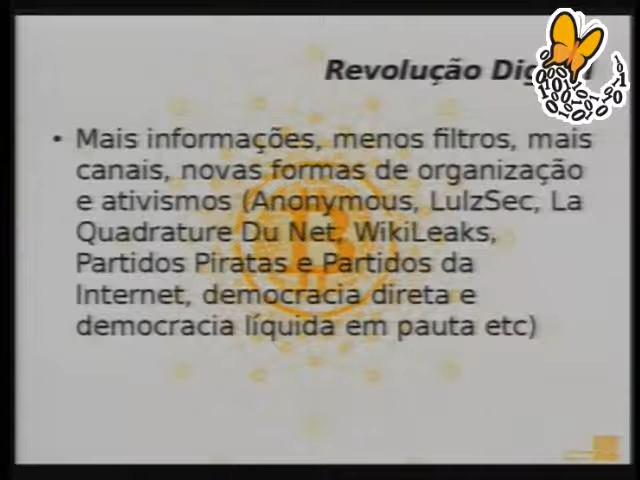 Revolução
• Mais informações, menos filtros, mais
canais, novas formas de organização
e ativismos (Anonymous, LulzSec, La
Quadrature Du Net, WikiLeaks,
Partidos Piratas e Partidos da
Internet, democracia direta e
democracia líquida em pauta etc)